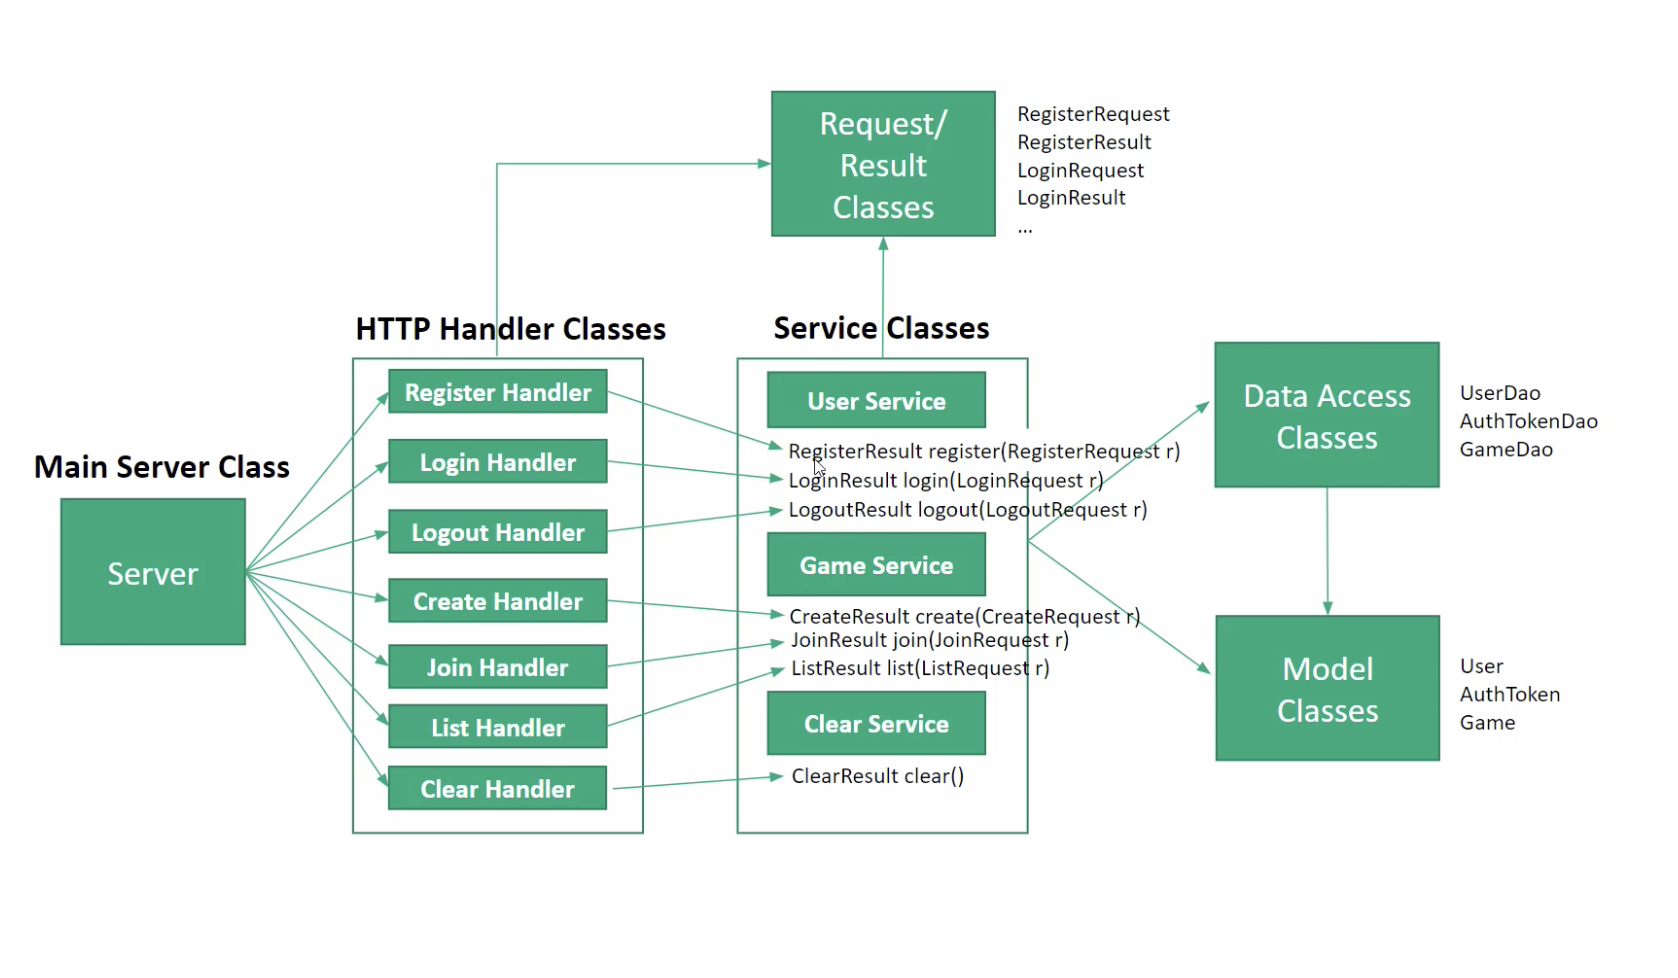 Request/
Result
Classes
RegisterRequest
RegisterResult
LoginRequest
LoginResult
...
HTTP Handler Classes
Service Classes
Main Server Class
Server
Register Handler
Login Handler
Logout Handler
Create Handler
Join Handler
List Handler
Clear Handler
User Service
RegisterResult register(RegisterRequest r)
LoginResult login(LoginRequest r)
LogoutResult logout(LogoutRequest r)
Game Service
CreateResult create(CreateRequest r)
JoinResult join(JoinRequest r)
ListResult list(ListRequest r)
Clear Service
ClearResult clear()
Data Access
Classes
UserDao
AuthTokenDao
GameDao
Model
Classes
User
AuthToken
Game